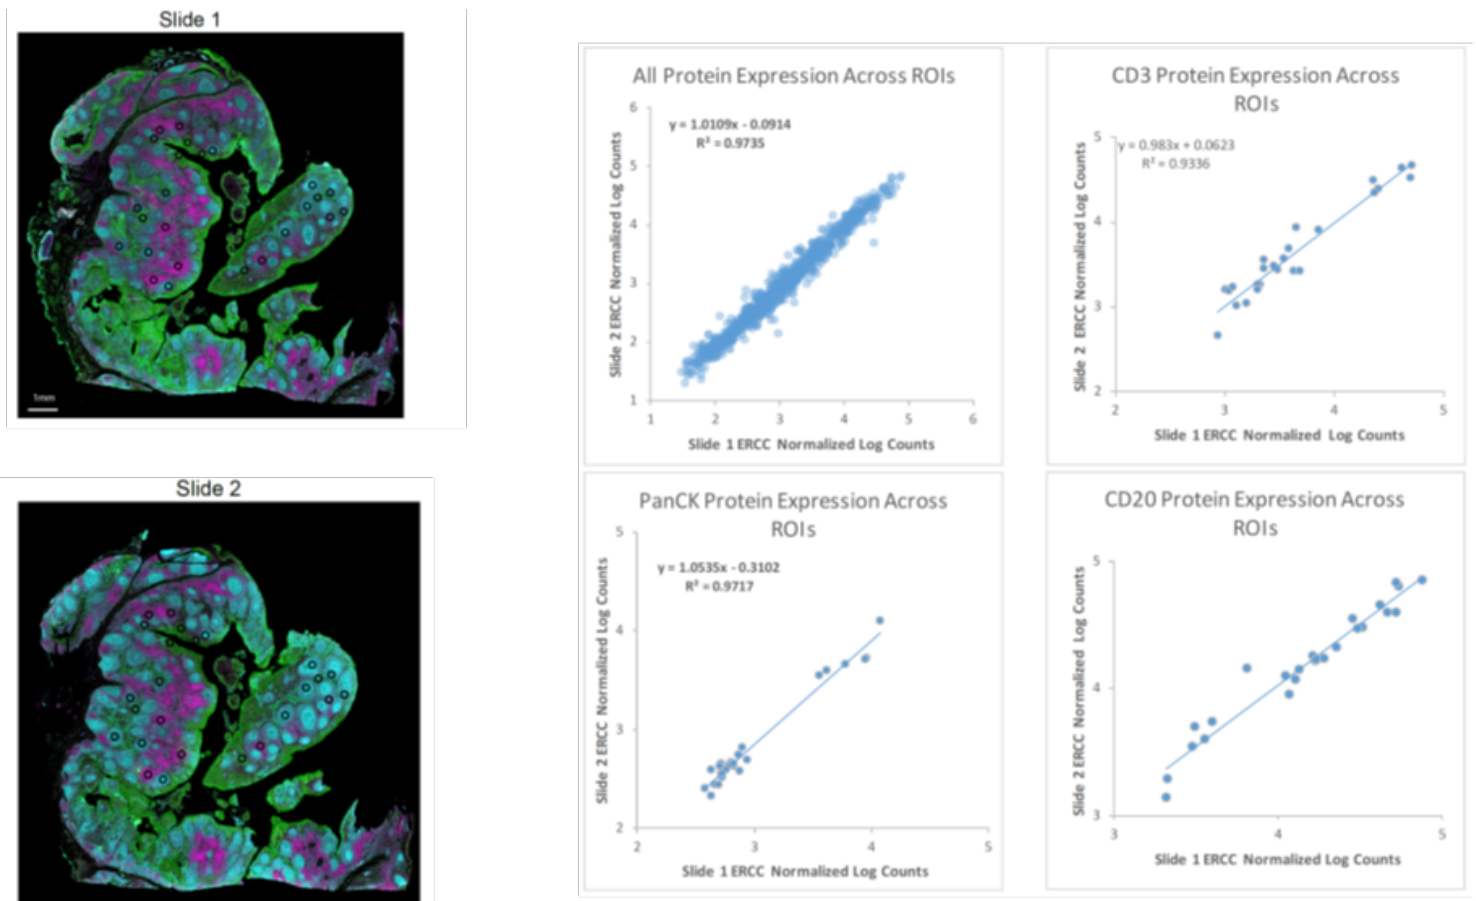 Slide 1
1mm
Slide 2
All Protein Expression Across ROIs
y = 1.0109x - 0.0914
R² = 0.9735
Slide 2 ERCC Normalized Log Counts
6
5
4
3
2
1
1 2 3 4 5 6
Slide 1 ERCC Normalized Log Counts
CD3 Protein Expression Across
ROIs
y = 0.983x + 0.0623
R² = 0.9336
Slide 2 ERCC Normalized Log Counts
5
4
3
2
2 3 4 5
Slide 1 ERCC Normalized Log Counts
PanCK Protein Expression Across
ROIs
y = 1.0535x - 0.3102
R² = 0.9717
Slide 2 ERCC Normalized Log Counts
5
4
3
2
2 3 4 5
Slide 1 ERCC Normalized Log Counts
CD20 Protein Expression Across
ROIs
Slide 2 ERCC Normalized Log Counts
5
4
3
3 4 5
Slide 1 ERCC Normalized Log Counts